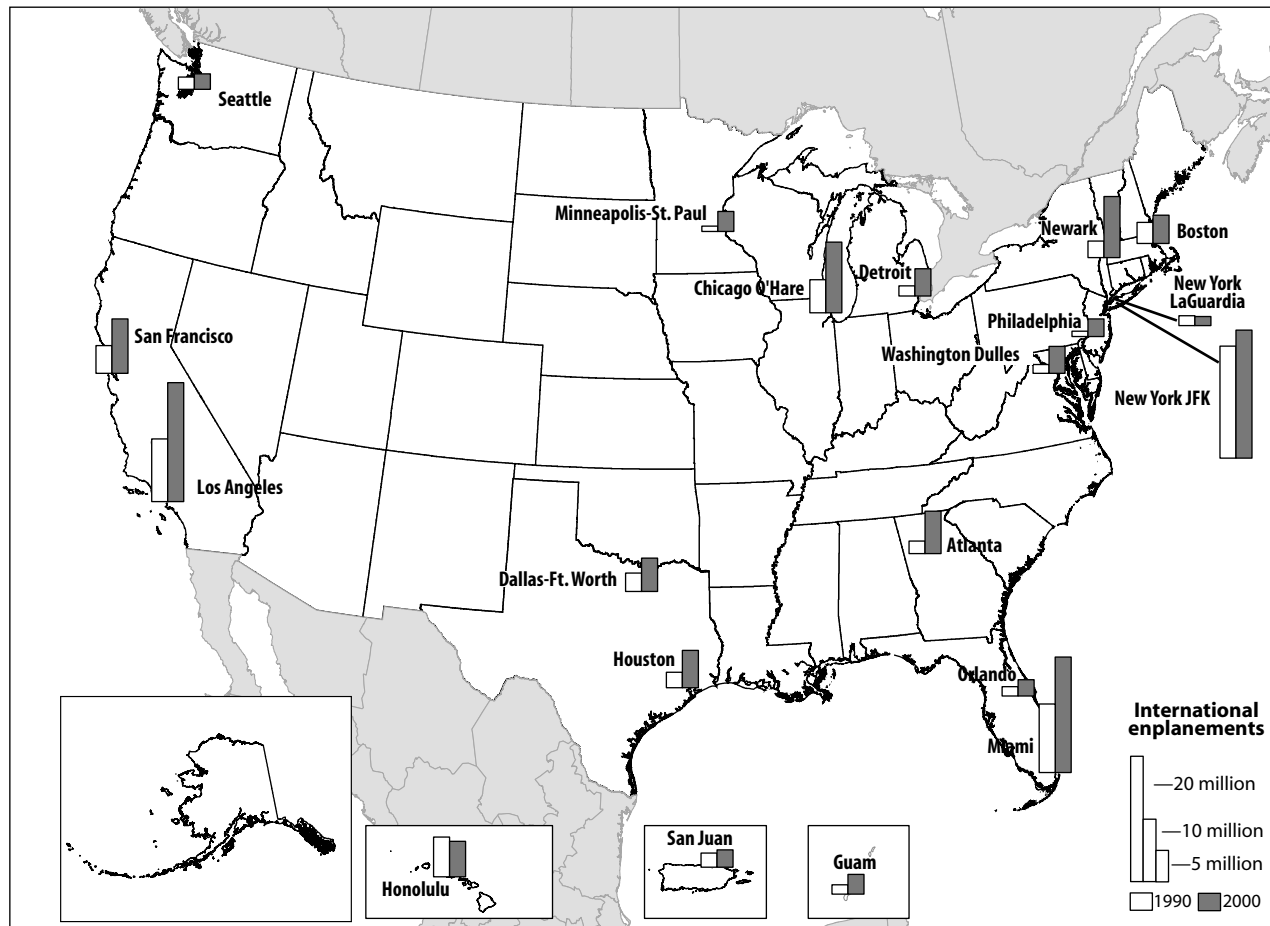 Seattle
Minneapolis-St. Paul
Newark
Boston
Chicago O'Hare
Detroit
New York
LaGuardia
San Francisco
Philadelphia
Washington Dulles
New York JFK
Los Angeles
Atlanta
Dallas-Ft. Worth
Houston
Orlando
Miami
International
enplanements
—20 million
—10 million
—5 million
1990 2000
Honolulu
San Juan
Guam